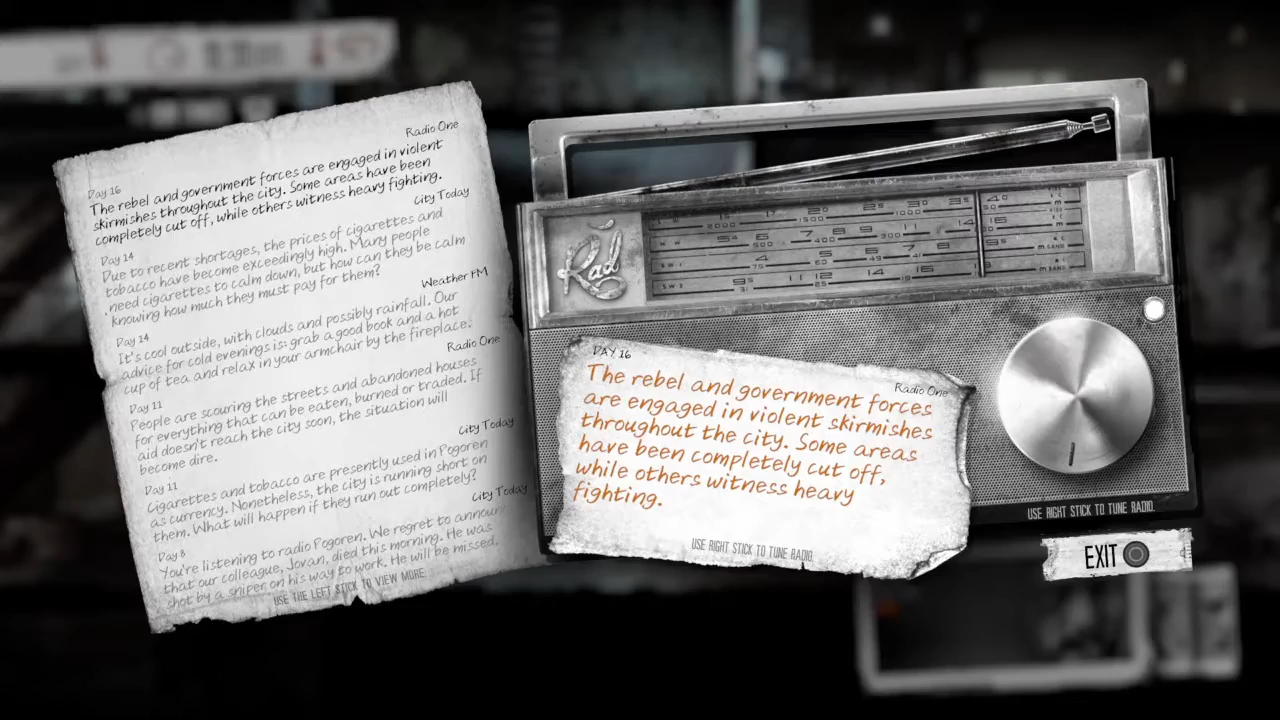 Radio One
Day 16
The rebel and government forces are engaged in violent
skirmishes throughout the city. Some areas have been
completely cut off, while others witness heavy fighting.
City Today
Day 14
Due to recent shortages, the prices of cigarettes and
tobacco have become exceedingly high. Many people
need cigarettes to calm down, but how can they be calm
knowing how much they must pay for them?
Weather FM
Day 14
It's cool outside, with clouds and possibly rainfall. Our
advice for cold evenings is: grab a good book and a hot
cup of tea and relax in your armchair by the fireplace.
Radio One
Day 11
People are scouring the streets and abandoned houses
for everything that can be eaten, burned or traded. If
aid doesn't reach the city soon, the situation will
become dire.
City Today
Day 11
Cigarettes and tobacco are presently used in Pogoren
as currency. Nonetheless, the city is running short on
them. What will happen if they run out completely?
City Today
Day 8
You're listening to radio Pogoren. We regret to announ
that our colleague, Jovan, died this morning. He was
shot by a sniper on his way to work. He will be missed.
USE THE LEFT STICK TO VIEW MORE.
Rad
DAY 16
Radio One
The rebel and government forces
are engaged in violent skirmishes
throughout the city. Some areas
have been completely cut off,
while others witness heavy
fighting.
USE RIGHT STICK TO TUNE RADIO.
USE RIGHT STICK TO TUNE RADIO.
EXIT